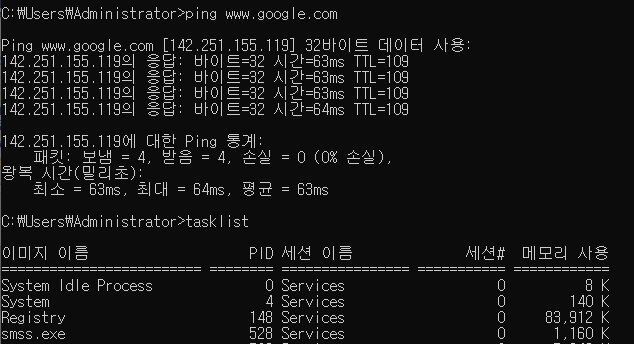 C:₩Users₩Administrator>ping www.google.com
Ping www.google.com [142.251.155.119] 32바이트 데이터 사용:
142.251.155.119의 응답: 바이트=32 시간=63ms TTL=109
142.251.155.119의 응답: 바이트=32 시간=63ms TTL=109
142.251.155.119의 응답: 바이트=32 시간=63ms TTL=109
142.251.155.119의 응답: 바이트=32 시간=64ms TTL=109
142.251.155.119에 대한 Ping 통계:
    패킷: 보냄 = 4, 받음 = 4, 손실 = 0 (0% 손실),
왕복 시간(밀리초):
    최소 = 63ms, 최대 = 64ms, 평균 = 63ms
C:₩Users₩Administrator>tasklist
이미지 이름                    PID 세션 이름              세션#  메모리 사용
========================= ======== ================ =========== ============
System Idle Process              0 Services                   0          8 K
System                           4 Services                   0        140 K
Registry                       148 Services                   0     83,912 K
smss.exe                       528 Services                   0      1,160 K